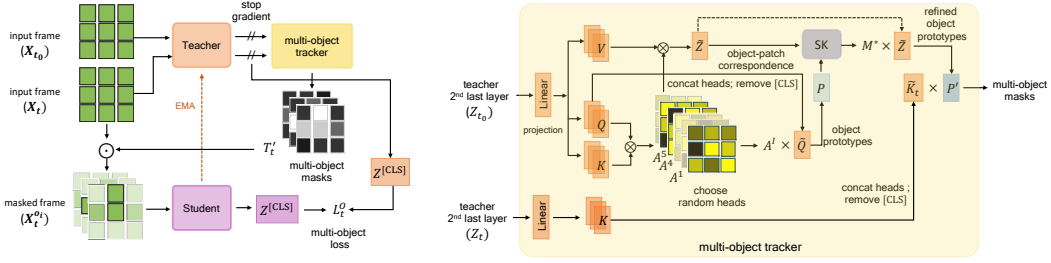 stop
gradient
input frame
(X_{t_0})
Teacher
multi-object
tracker
input frame
(X_t)
EMA
T'_t
multi-object
masks
Z^{[CLS]}
masked frame
(X_t^{o_i})
Student
Z^{[CLS]}
L_t^O
multi-object
loss
V
Z̃
SK
M* × Z̃
refined
object
prototypes
object-patch
correspondence
teacher
2nd last layer
(Z_{t_0})
Linear
projection
concat heads; remove [CLS]
Q
K
A^5
A^4
A^1
A^I × Q̃
P
K̃_t × P'
multi-object
masks
object
prototypes
choose
random heads
concat heads ;
remove [CLS]
teacher
2nd last layer
(Z_t)
Linear
K
multi-object tracker